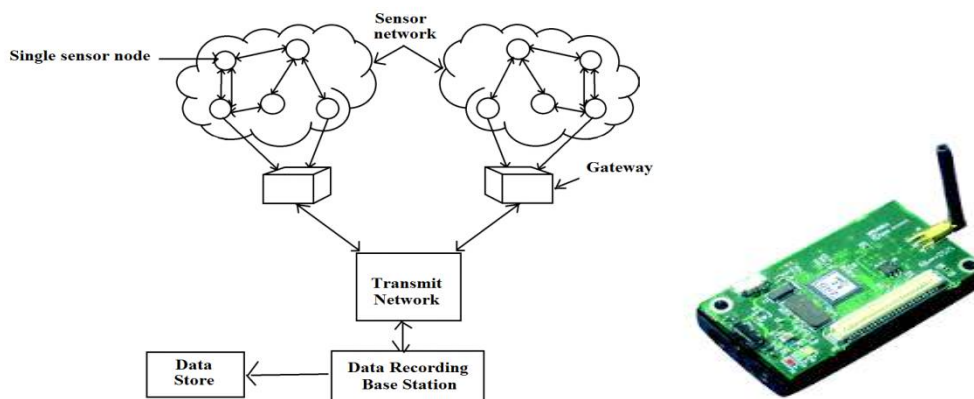 Sensor
network
Single sensor node
Gateway
Transmit
Network
Data
Store
Data Recording
Base Station